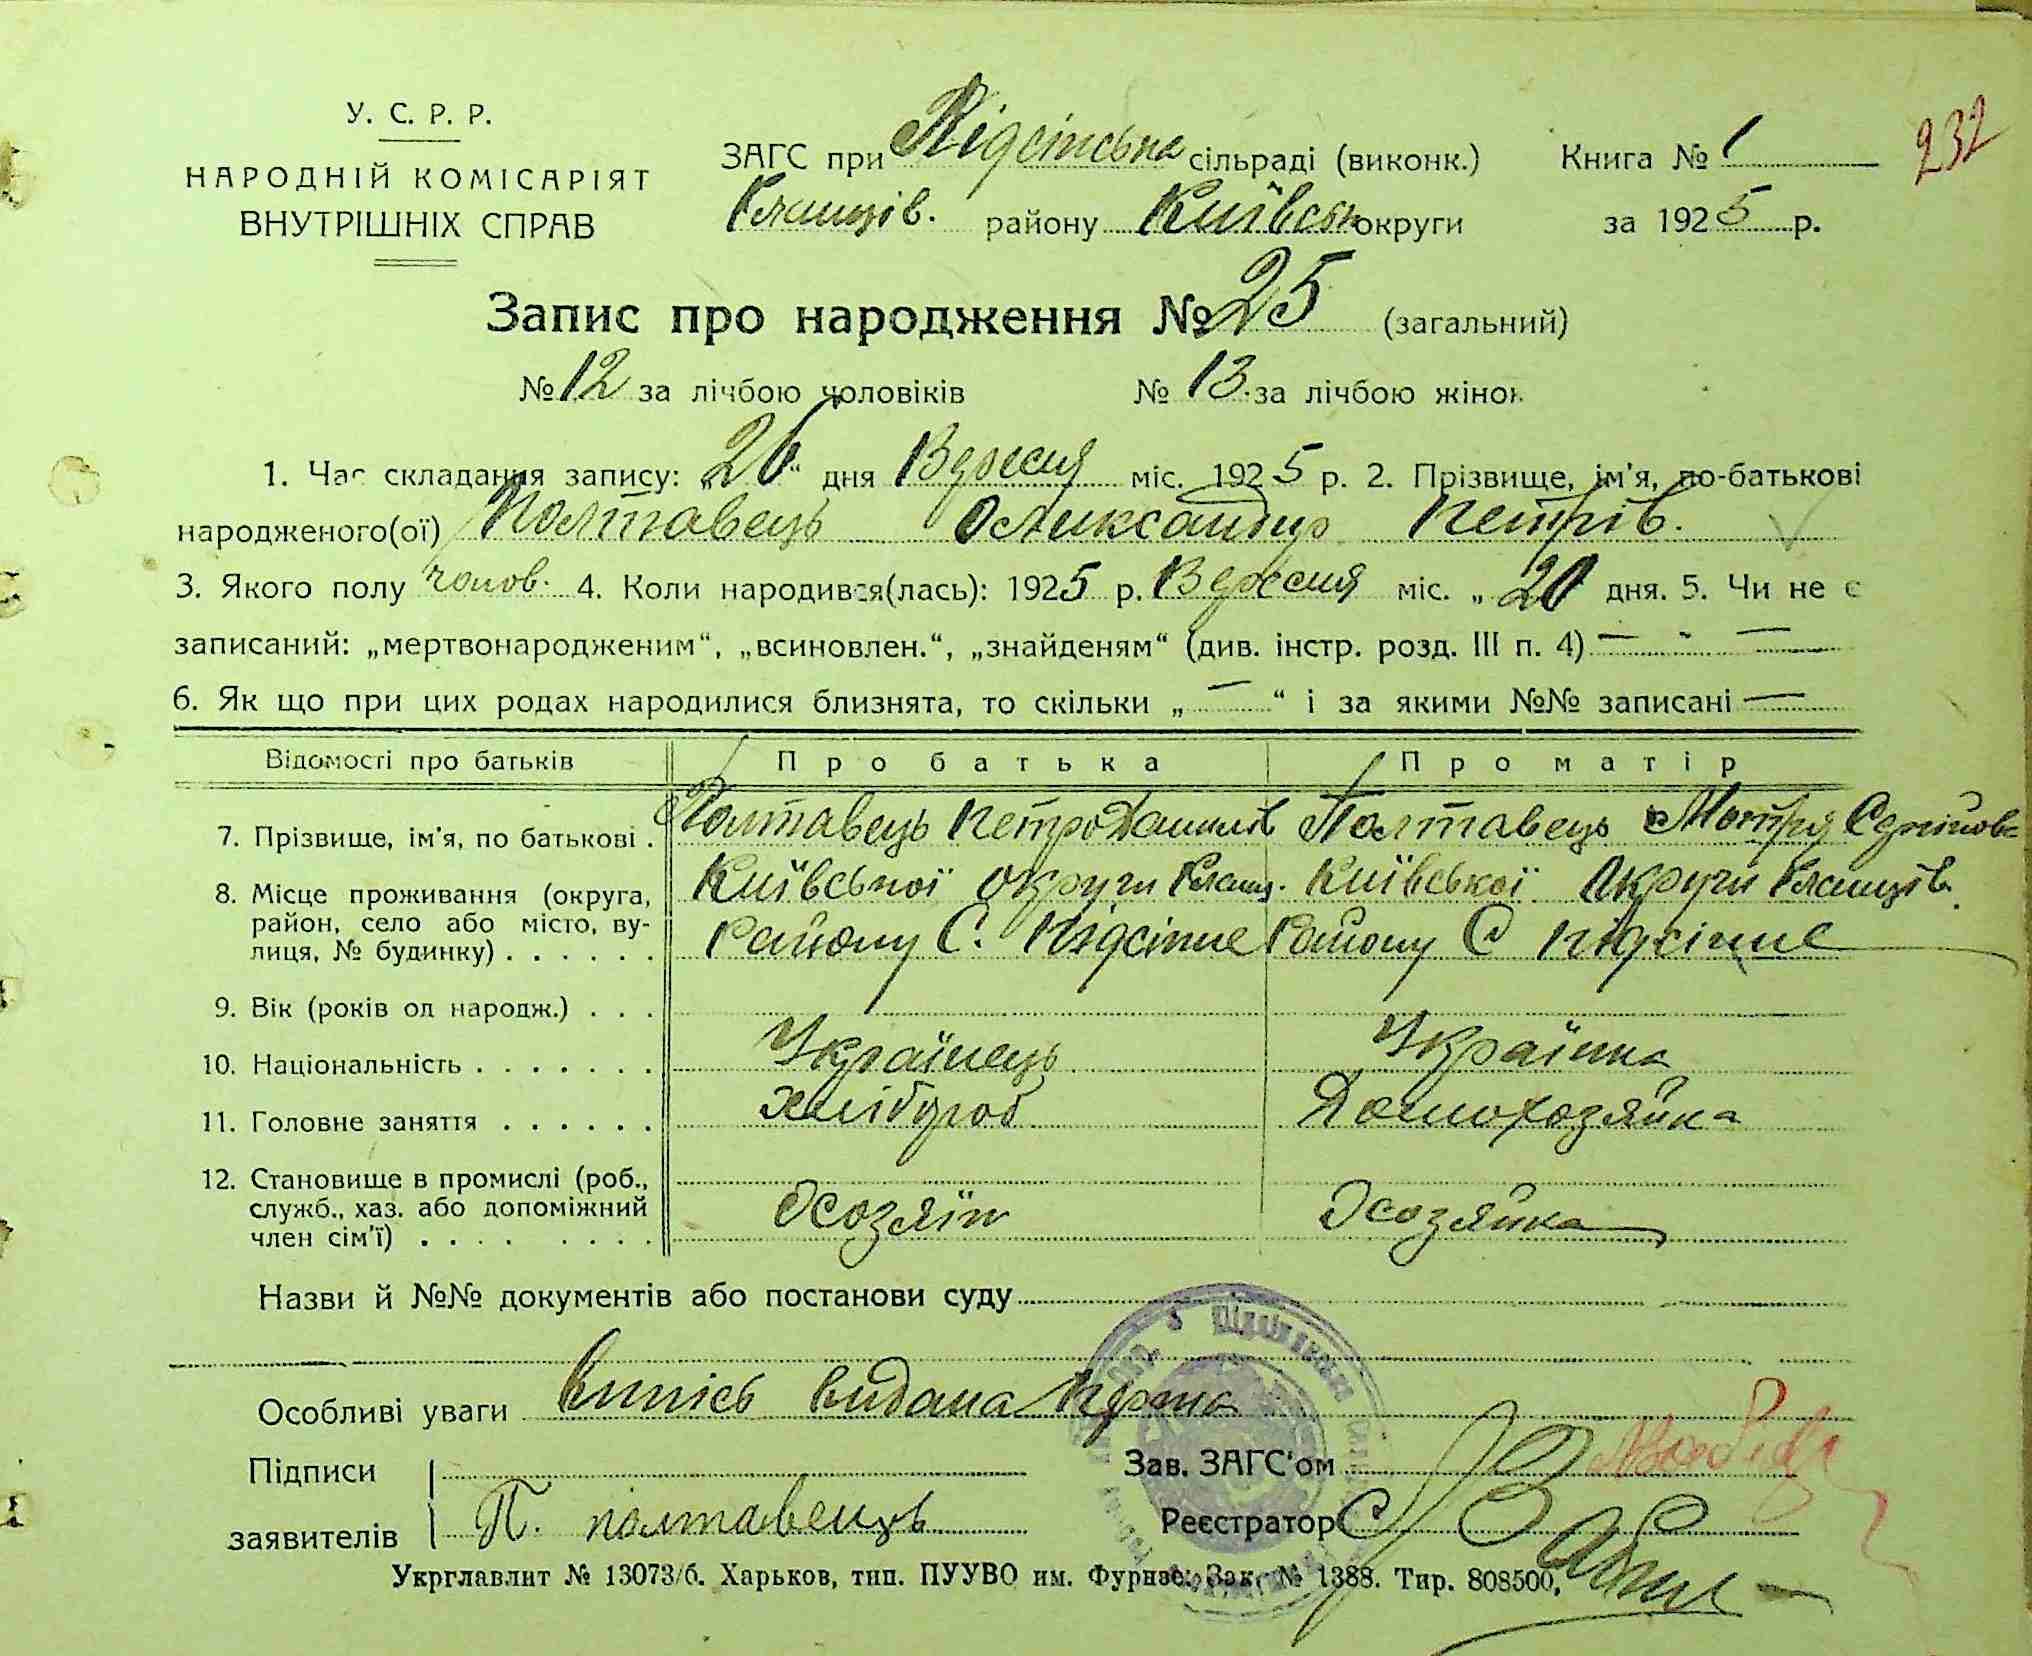 У. С. Р. Р.
НАРОДНІЙ КОМІСАРІЯТ
ВНУТРІШНІХ СПРАВ
ЗАГС при Підсінська сільраді (виконк.) Книга № 1
232
району Київськ округи за 1925 р.
Запис про народження № 25 (загальний)
№ 12 за лічбою чоловіків № 13 за лічбою жінок
1. Час складання запису: „26“ дня Вересня міс. 1925 р. 2. Прізвище, ім'я, по-батькові
народженого(ої) Полтавець Олександр Петрів.
3. Якого полу чолов. 4. Коли народився(лась): 1925 р. Вересня міс. „20 дня. 5. Чи не є
записаний: „мертвонародженим“, „всиновлен.“, „знайденям“ (див. інстр. розд. III п. 4) — - —
6. Як що при цих родах народилися близнята, то скільки „ — “ і за якими №№ записані —
Відомості про батьків Про батька Про матір
7. Прізвище, ім'я, по батькові . Полтавець Петро Данилів Полтавець Мотря
8. Місце проживання (округа, район, село або місто, вулиця, № будинку) . . . . . .
Київської округи Київської Округи
Району С. Підсінне Району С Підсінне
9. Вік (років од народж.) . . .
10. Національність . . . . . . . Українець Українка
11. Головне заняття . . . . . . Хлібороб Домохозяйка
12. Становище в промислі (роб., служб., хаз. або допоміжний член сім'ї) . . . . . . . .
Хозяїн Хозяйка
Назви й №№ документів або постанови суду
Особливі уваги випись видана
Підписи Зав. ЗАГС'ом
заявителів П. полтавець Реєстратор
Укрглавлит № 13073/б. Харьков, тип. ПУУВО им. Фрунзе. Зак. № 1388. Тир. 808500.